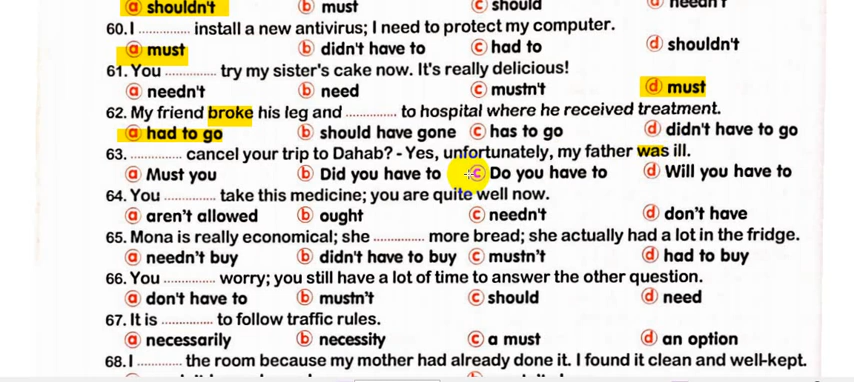 ⓐ shouldn't ⓑ must ⓒ should ⓓ needn't
60. I .............. install a new antivirus; I need to protect my computer.
ⓐ must ⓑ didn't have to ⓒ had to ⓓ shouldn't
61. You .............. try my sister's cake now. It's really delicious!
ⓐ needn't ⓑ need ⓒ mustn't ⓓ must
62. My friend broke his leg and .............. to hospital where he received treatment.
ⓐ had to go ⓑ should have gone ⓒ has to go ⓓ didn't have to go
63. .............. cancel your trip to Dahab? - Yes, unfortunately, my father was ill.
ⓐ Must you ⓑ Did you have to ⓒ Do you have to ⓓ Will you have to
64. You .............. take this medicine; you are quite well now.
ⓐ aren't allowed ⓑ ought ⓒ needn't ⓓ don't have
65. Mona is really economical; she .............. more bread; she actually had a lot in the fridge.
ⓐ needn't buy ⓑ didn't have to buy ⓒ mustn't ⓓ had to buy
66. You .............. worry; you still have a lot of time to answer the other question.
ⓐ don't have to ⓑ mustn't ⓒ should ⓓ need
67. It is .............. to follow traffic rules.
ⓐ necessarily ⓑ necessity ⓒ a must ⓓ an option
68. I .............. the room because my mother had already done it. I found it clean and well-kept.